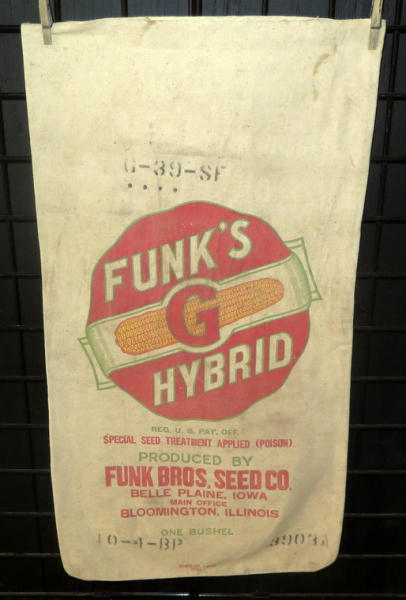 G-39-SF
FUNK'S
G
HYBRID
REG. U. S. PAT. OFF.
SPECIAL SEED TREATMENT APPLIED (POISON)
PRODUCED BY
FUNK BROS. SEED CO.
BELLE PLAINE, IOWA
MAIN OFFICE
BLOOMINGTON, ILLINOIS
ONE BUSHEL
10-4-BP